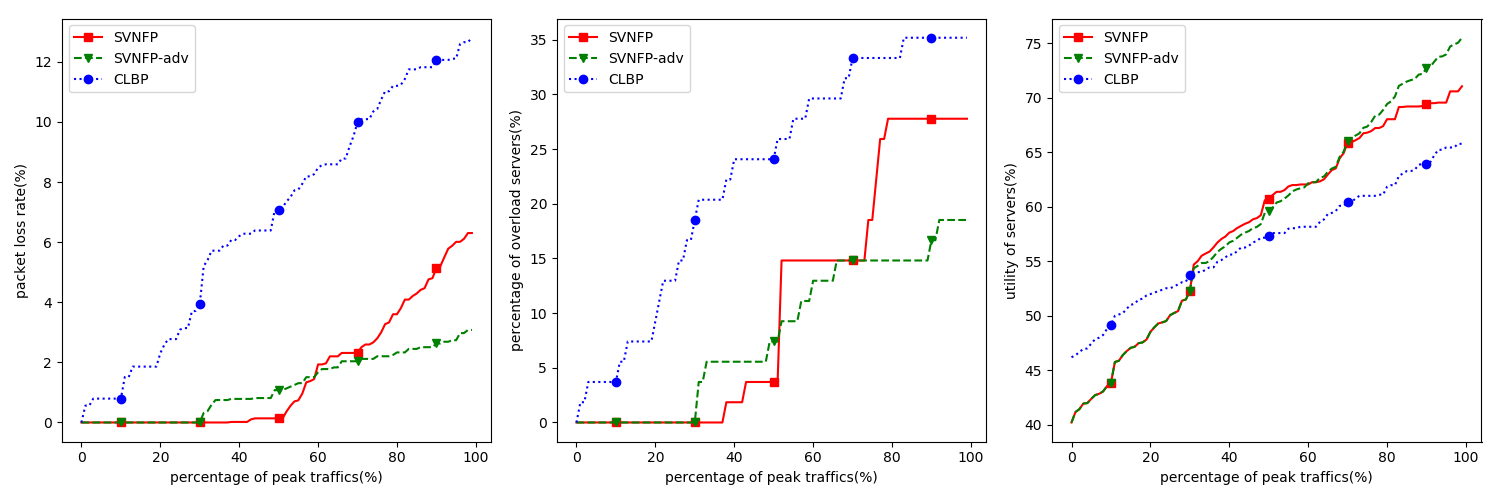 SVNFP
SVNFP-adv
CLBP
packet loss rate(%)
12
10
8
6
4
2
0
0 20 40 60 80 100
percentage of peak traffics(%)
SVNFP
SVNFP-adv
CLBP
percentage of overload servers(%)
35
30
25
20
15
10
5
0
0 20 40 60 80 100
percentage of peak traffics(%)
SVNFP
SVNFP-adv
CLBP
utility of servers(%)
75
70
65
60
55
50
45
40
0 20 40 60 80 100
percentage of peak traffics(%)